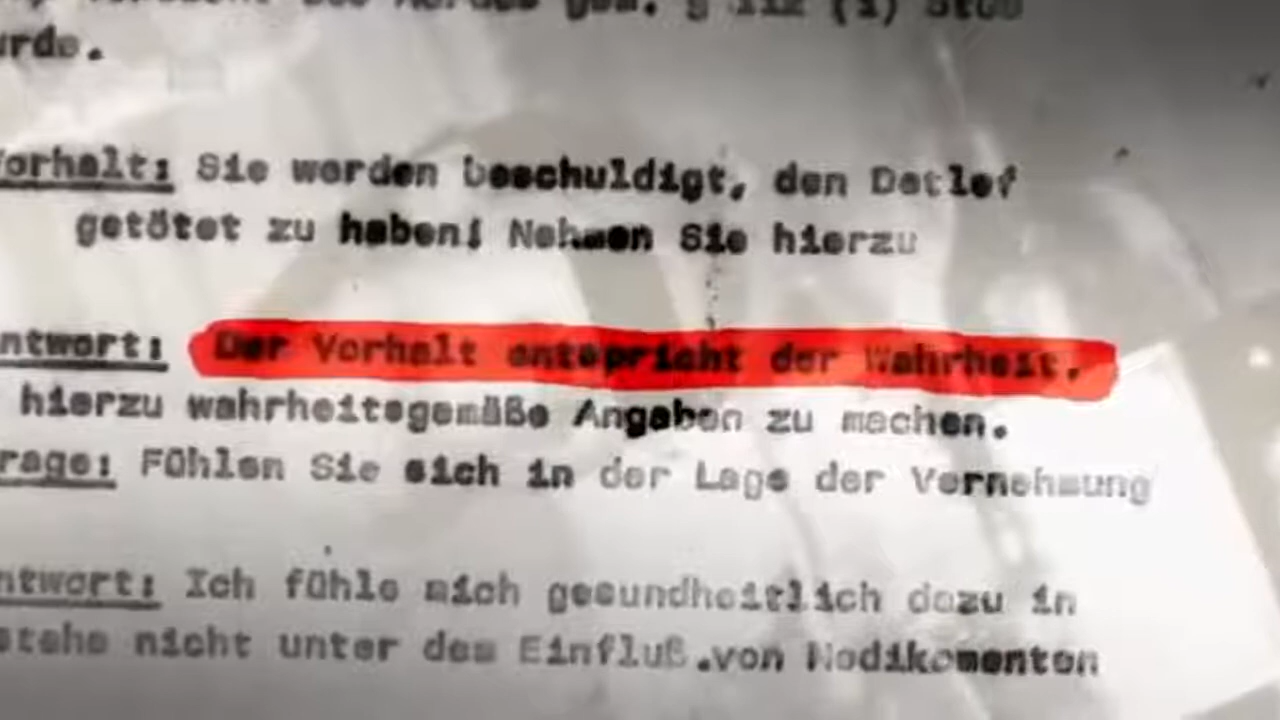 (1)
urde.
orhalt: Sie werden beschuldigt, den Detlef
getötet zu haben! Nehmen Sie hierzu
ntwort: Der Vorhalt entspricht der Wahrheit.
hierzu wahrheitsgemäße Angaben zu machen.
rage: Fühlen Sie sich in der Lage der Vernehmung
ntwort: Ich fühle mich gesundheitlich dazu in
stehe nicht unter dem Einfluß.von Medikamenten